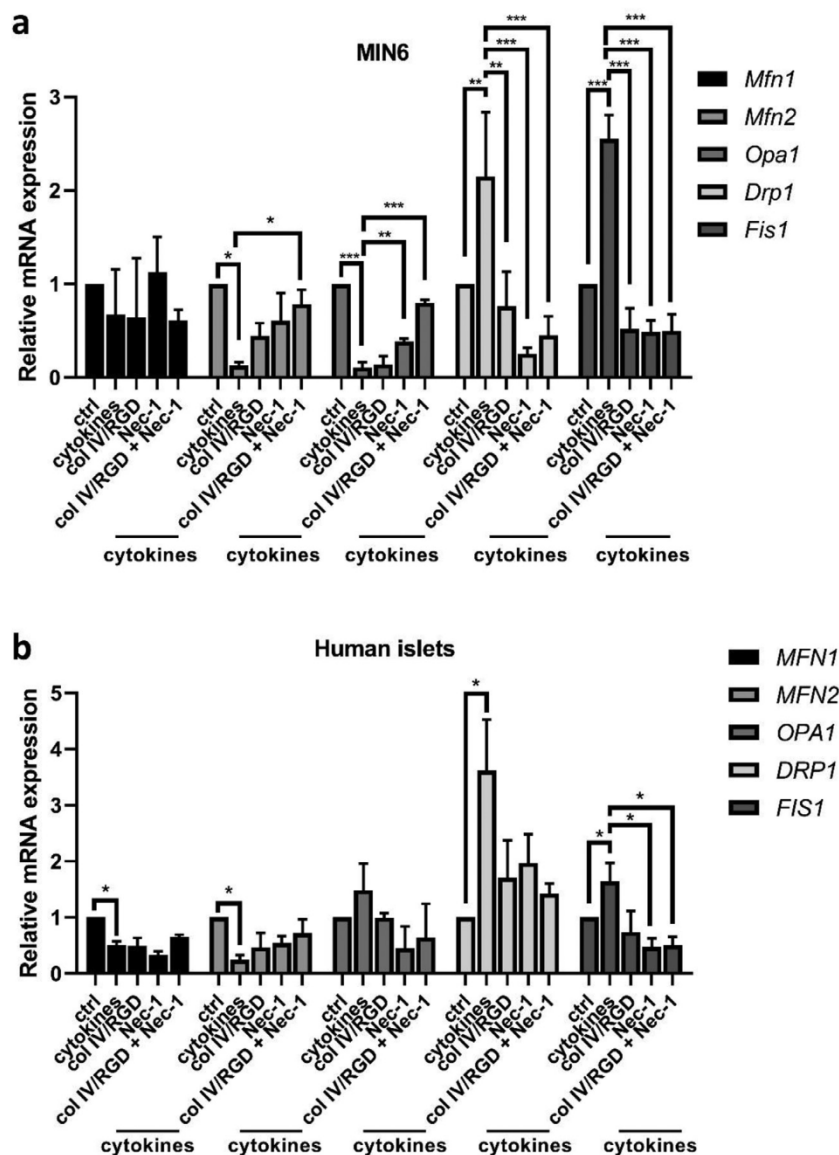 a
MIN6
Relative mRNA expression
3
2
1
0
*
*
***
**
***
**
**
***
***
***
***
***
***
Mfn1
Mfn2
Opa1
Drp1
Fis1
ctrl
cytokines
col IV/RGD
Nec-1
col IV/RGD + Nec-1
ctrl
cytokines
col IV/RGD
Nec-1
col IV/RGD + Nec-1
ctrl
cytokines
col IV/RGD
Nec-1
col IV/RGD + Nec-1
ctrl
cytokines
col IV/RGD
Nec-1
col IV/RGD + Nec-1
ctrl
cytokines
col IV/RGD
Nec-1
col IV/RGD + Nec-1
cytokines
cytokines
cytokines
cytokines
cytokines
b
Human islets
Relative mRNA expression
5
4
3
2
1
0
*
*
*
*
*
*
MFN1
MFN2
OPA1
DRP1
FIS1
ctrl
cytokines
col IV/RGD
Nec-1
col IV/RGD + Nec-1
ctrl
cytokines
col IV/RGD
Nec-1
col IV/RGD + Nec-1
ctrl
cytokines
col IV/RGD
Nec-1
col IV/RGD + Nec-1
ctrl
cytokines
col IV/RGD
Nec-1
col IV/RGD + Nec-1
ctrl
cytokines
col IV/RGD
Nec-1
col IV/RGD + Nec-1
cytokines
cytokines
cytokines
cytokines
cytokines